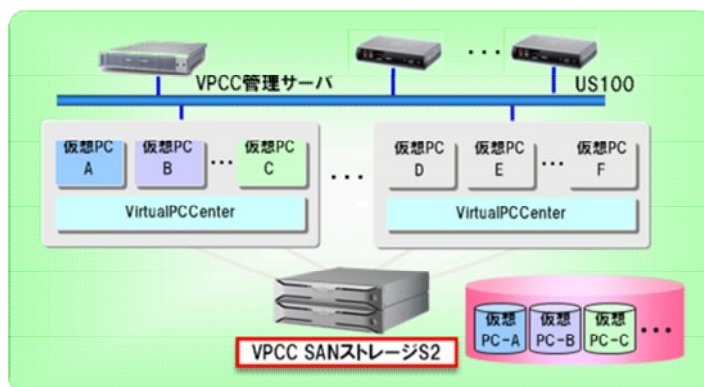 VPCC管理サーバ
・・・
US100
仮想PC
A
仮想PC
B
・・・
仮想PC
C
・・・
仮想PC
D
仮想PC
E
・・・
仮想PC
F
VirtualPCCenter
VirtualPCCenter
VPCC SANストレージS2
仮想
PC-A
仮想
PC-B
仮想
PC-C
・・・